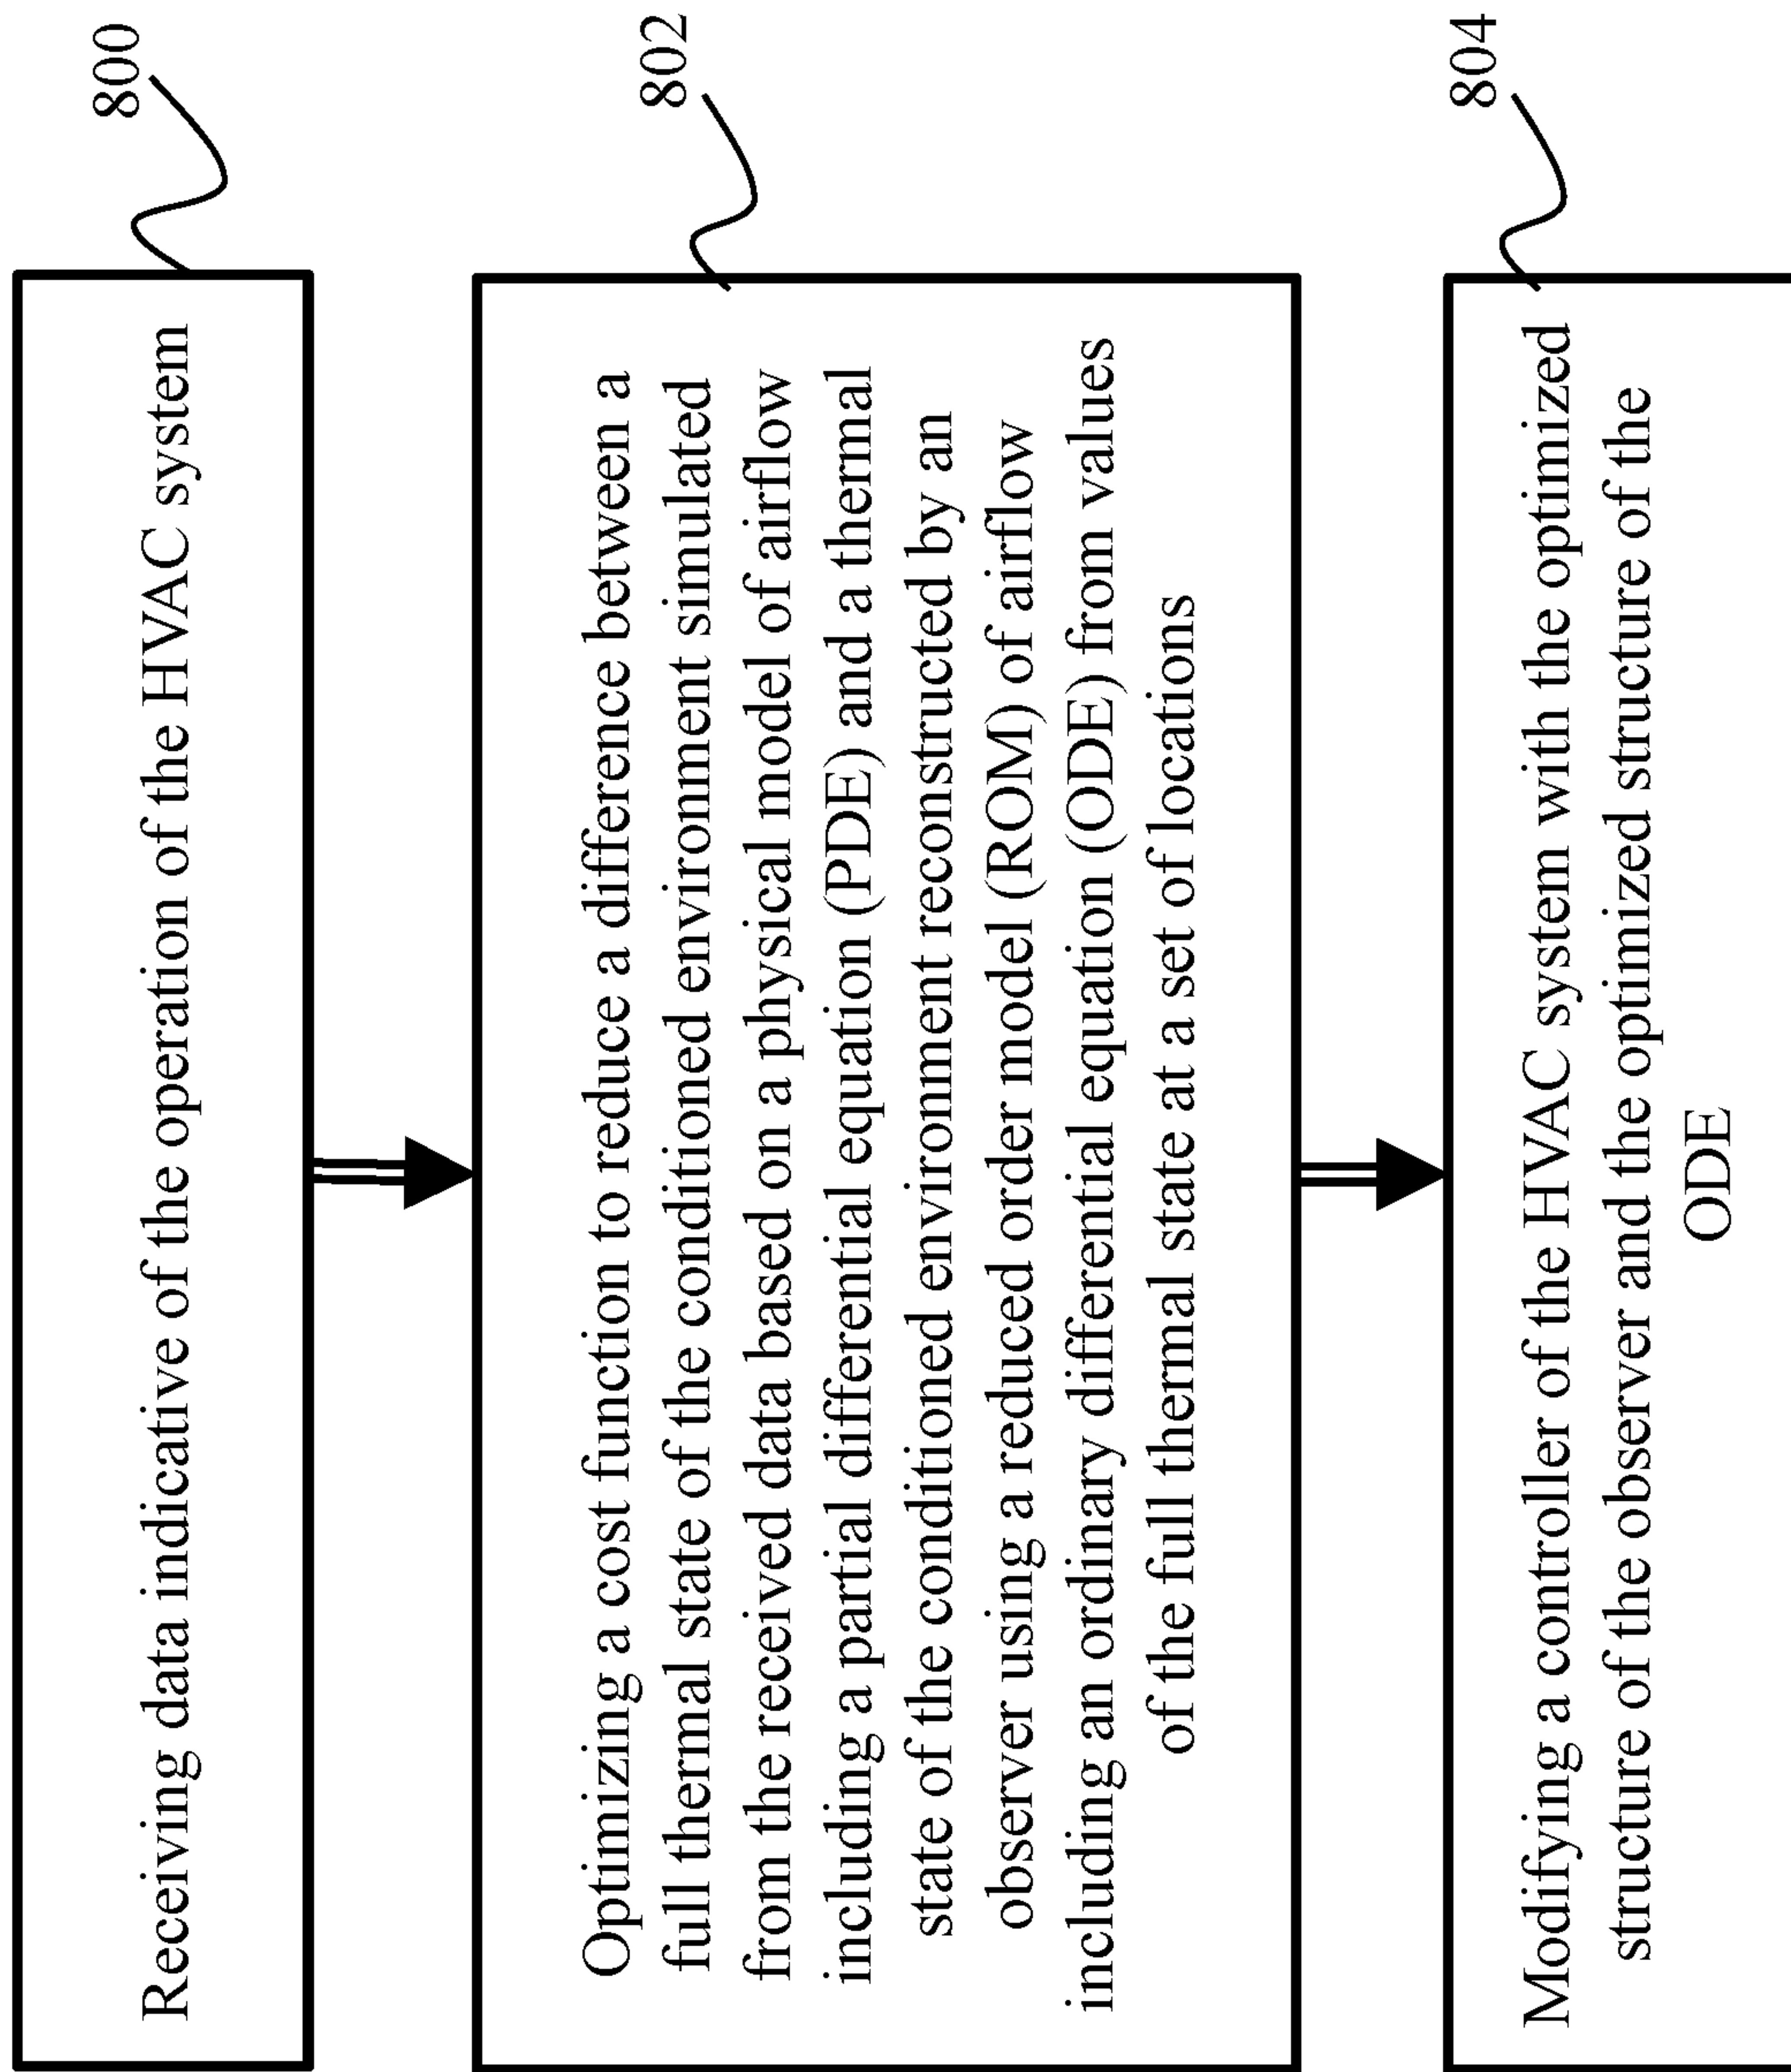 800
Receiving data indicative of the operation of the HVAC system
802
Optimizing a cost function to reduce a difference between a
full thermal state of the conditioned environment simulated
from the received data based on a physical model of airflow
including a partial differential equation (PDE) and a thermal
state of the conditioned environment reconstructed by an
observer using a reduced order model (ROM) of airflow
including an ordinary differential equation (ODE) from values
of the full thermal state at a set of locations
804
Modifying a controller of the HVAC system with the optimized
structure of the observer and the optimized structure of the
ODE